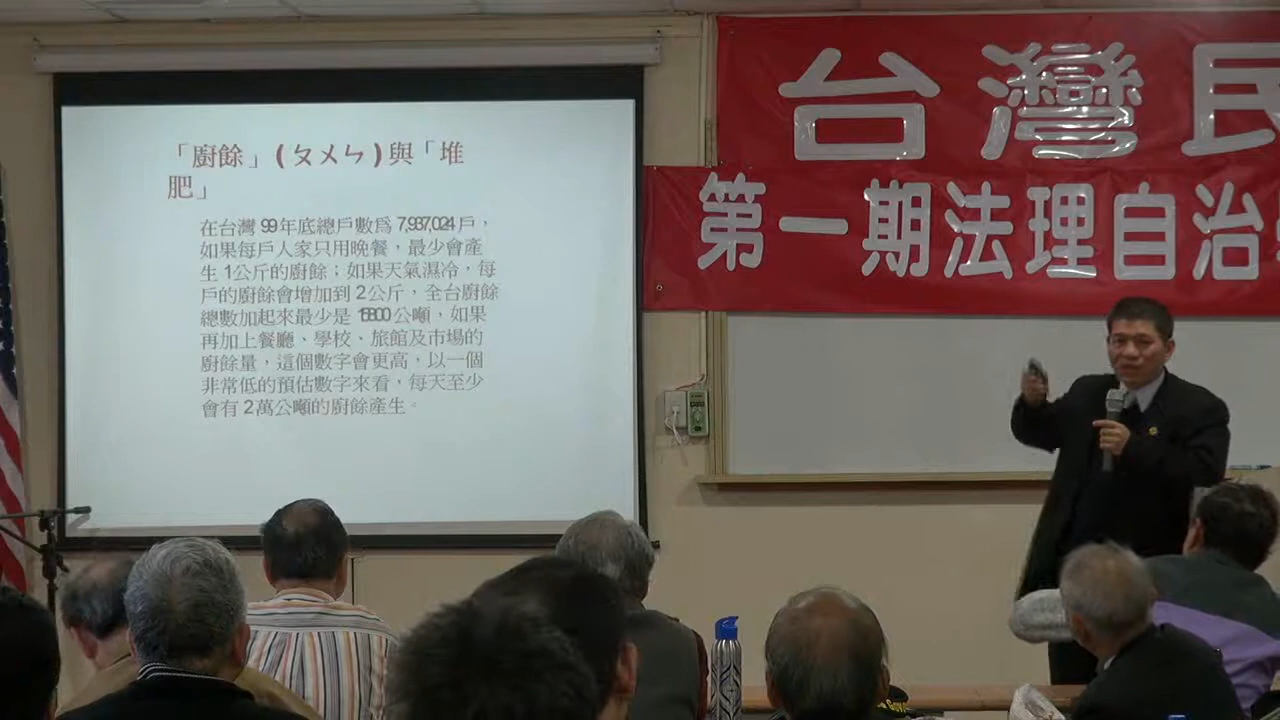 「廚餘」(ㄆㄨㄣ)與「堆
肥」
在台灣 99年底總戶數為 7,937,024戶，
如果每戶人家只用晚餐，最少會產
生 1公斤的廚餘；如果天氣濕冷，每
戶的廚餘會增加到 2公斤，全台廚餘
總數加起來最少是 15800公噸，如果
再加上餐廳、學校、旅館及市場的
廚餘量，這個數字會更高，以一個
非常低的預估數字來看，每天至少
會有 2萬公噸的廚餘產生。
台灣民
第一期法理自治